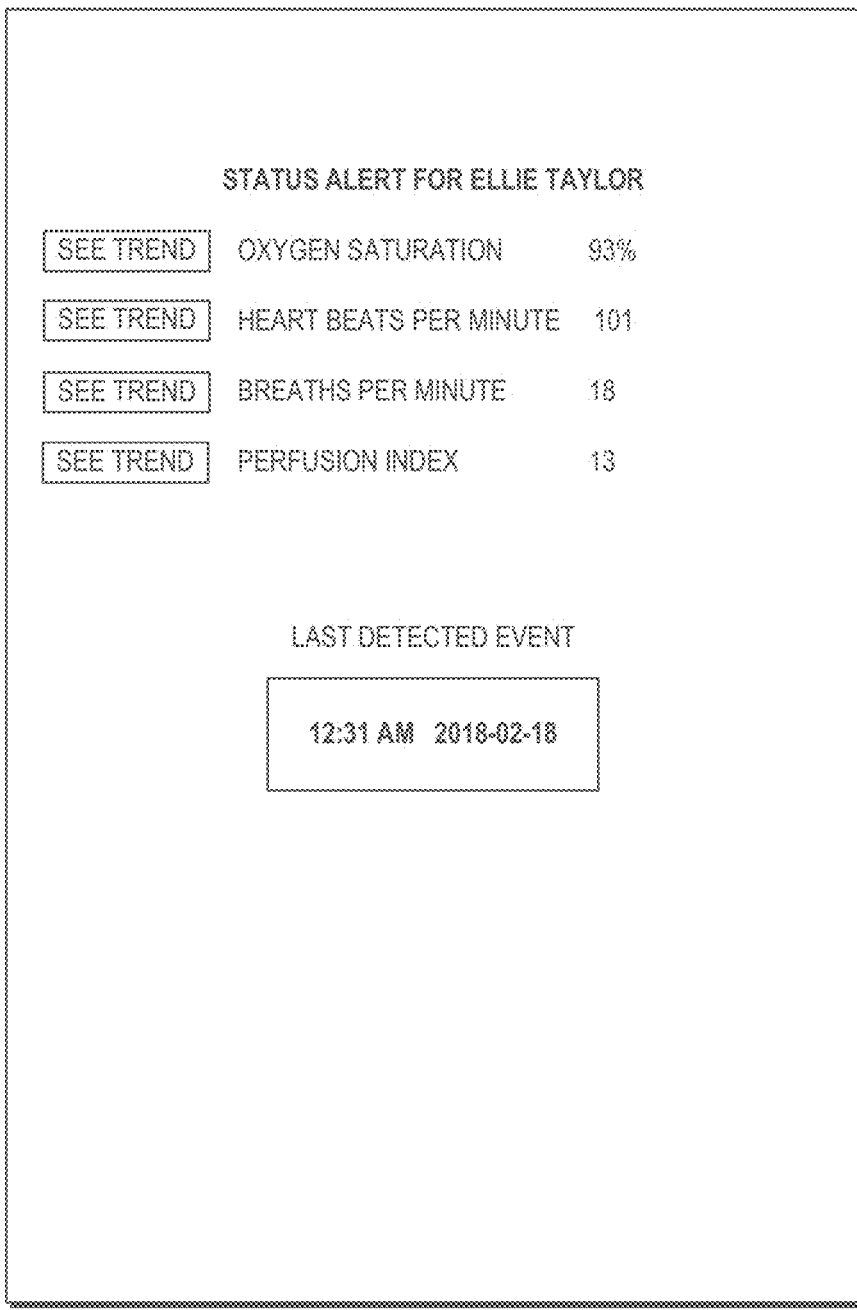 STATUS ALERT FOR ELLIE TAYLOR
SEE TREND OXYGEN SATURATION 93%
SEE TREND HEART BEATS PER MINUTE 101
SEE TREND BREATHS PER MINUTE 18
SEE TREND PERFUSION INDEX 13
LAST DETECTED EVENT
12:31 AM 2018-02-18